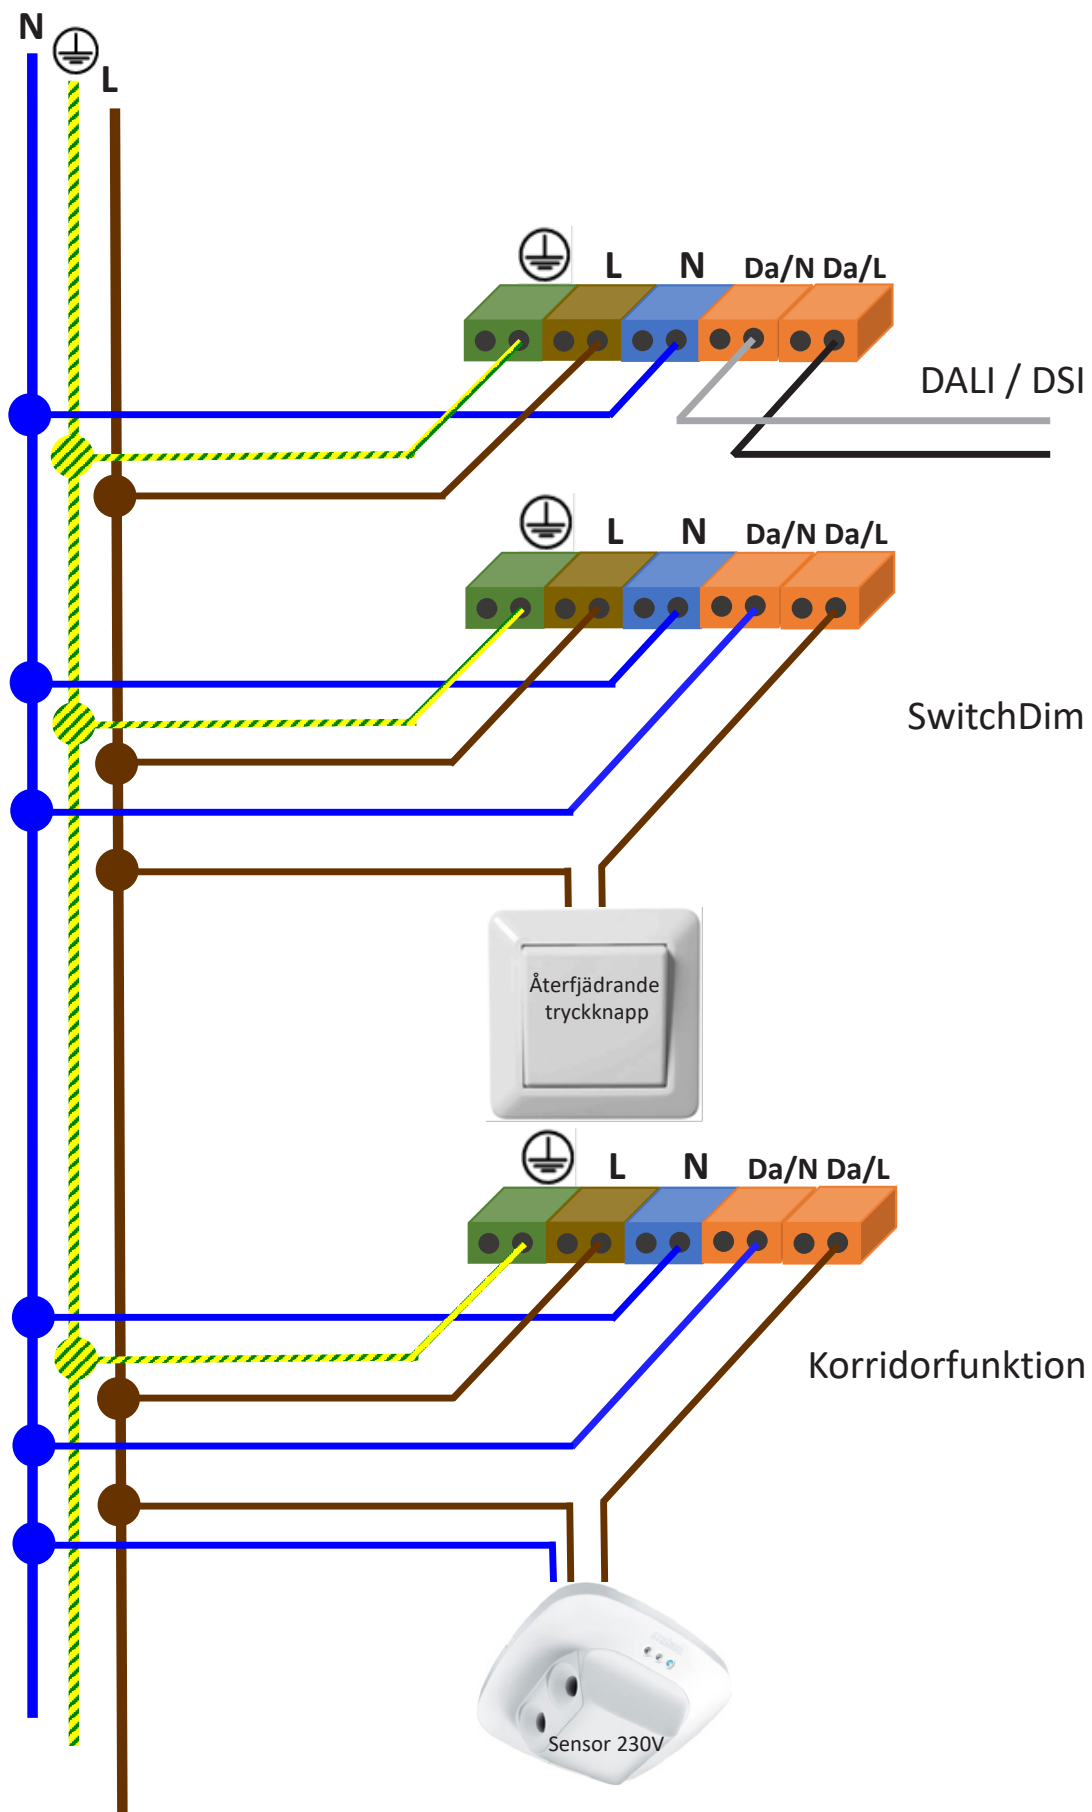 N
L
L N Da/N Da/L
DALI / DSI
L N Da/N Da/L
SwitchDim
Återfjädrande
tryckknapp
L N Da/N Da/L
Korridorfunktion
Sensor 230V